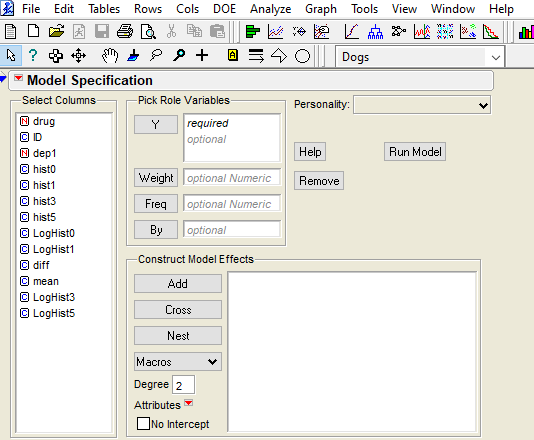 File Edit Tables Rows Cols DOE Analyze Graph Tools View Window Help
? A Dogs
Model Specification
Select Columns
N drug
C ID
N dep1
C hist0
C hist1
C hist3
C hist5
C LogHist0
C LogHist1
C diff
C mean
C LogHist3
C LogHist5
Pick Role Variables
Y required
optional
Weight optional Numeric
Freq optional Numeric
By optional
Personality:
Help Run Model
Remove
Construct Model Effects
Add
Cross
Nest
Macros
Degree 2
Attributes
No Intercept